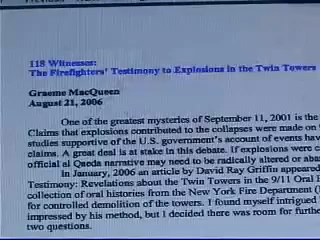 118 Witnesses:
The Firefighters' Testimony to Explosions in the Twin Towers
Graeme MacQueen
August 21, 2006
One of the greatest mysteries of September 11, 2001 is the
Claims that explosions contributed to the collapses were made on
studies supportive of the U.S. government's account of events hav
claims. A great deal is at stake in this debate. If explosions were c
official al Qaeda narrative may need to be radically altered or aba
In January, 2006 an article by David Ray Griffin appeared
Testimony: Revelations about the Twin Towers in the 9/11 Oral
collection of oral histories from the New York Fire Department (
for controlled demolition of the towers. I found myself intrigued
impressed by his method, but I decided there was room for furthe
two questions.